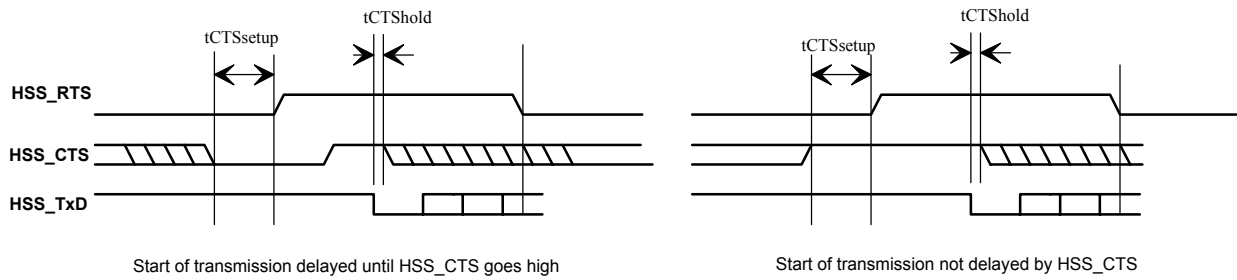 tCTShold
tCTSsetup
tCTShold
tCTSsetup
HSS_RTS
HSS_CTS
HSS_TxD
Start of transmission delayed until HSS_CTS goes high
Start of transmission not delayed by HSS_CTS